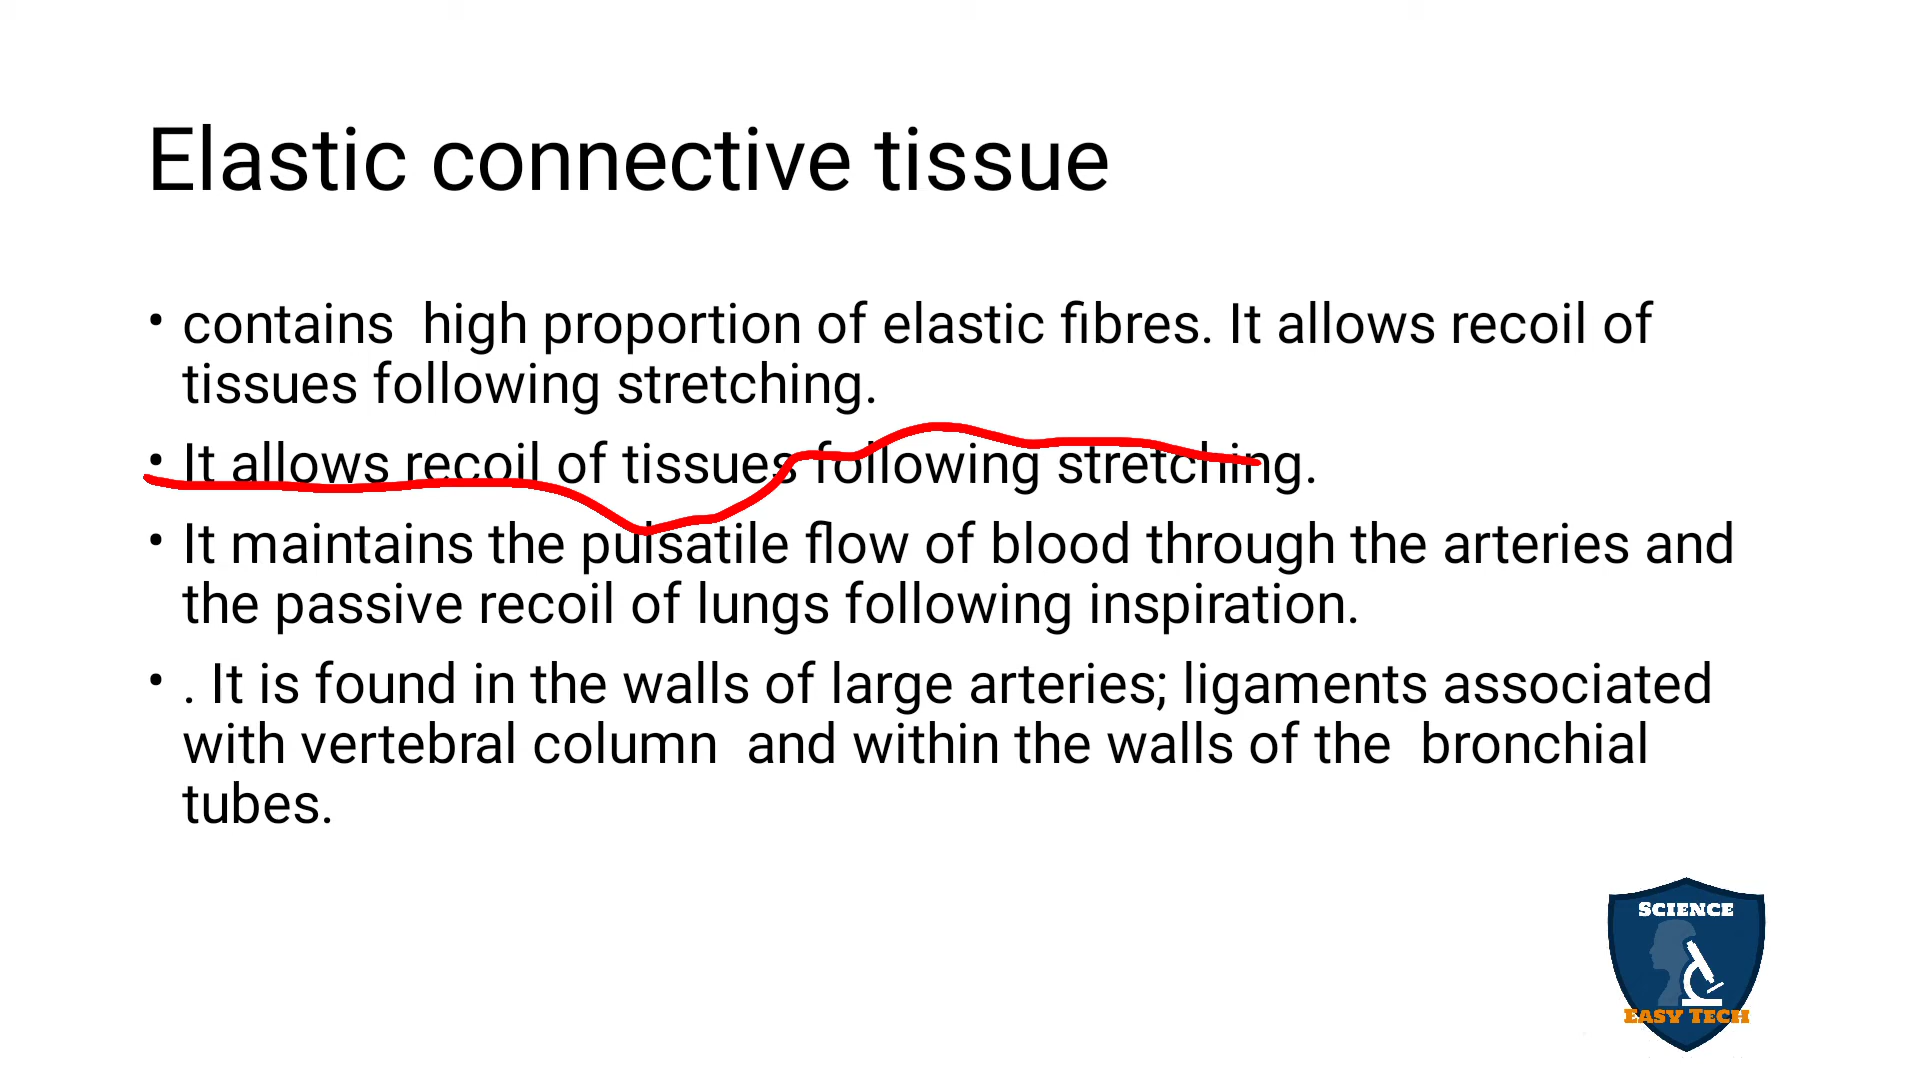 Elastic connective tissue
• contains  high proportion of elastic fibres. It allows recoil of
tissues following stretching.
• It allows recoil of tissues following stretching.
• It maintains the pulsatile flow of blood through the arteries and
the passive recoil of lungs following inspiration.
• . It is found in the walls of large arteries; ligaments associated
with vertebral column  and within the walls of the  bronchial
tubes.
SCIENCE
EASY TECH